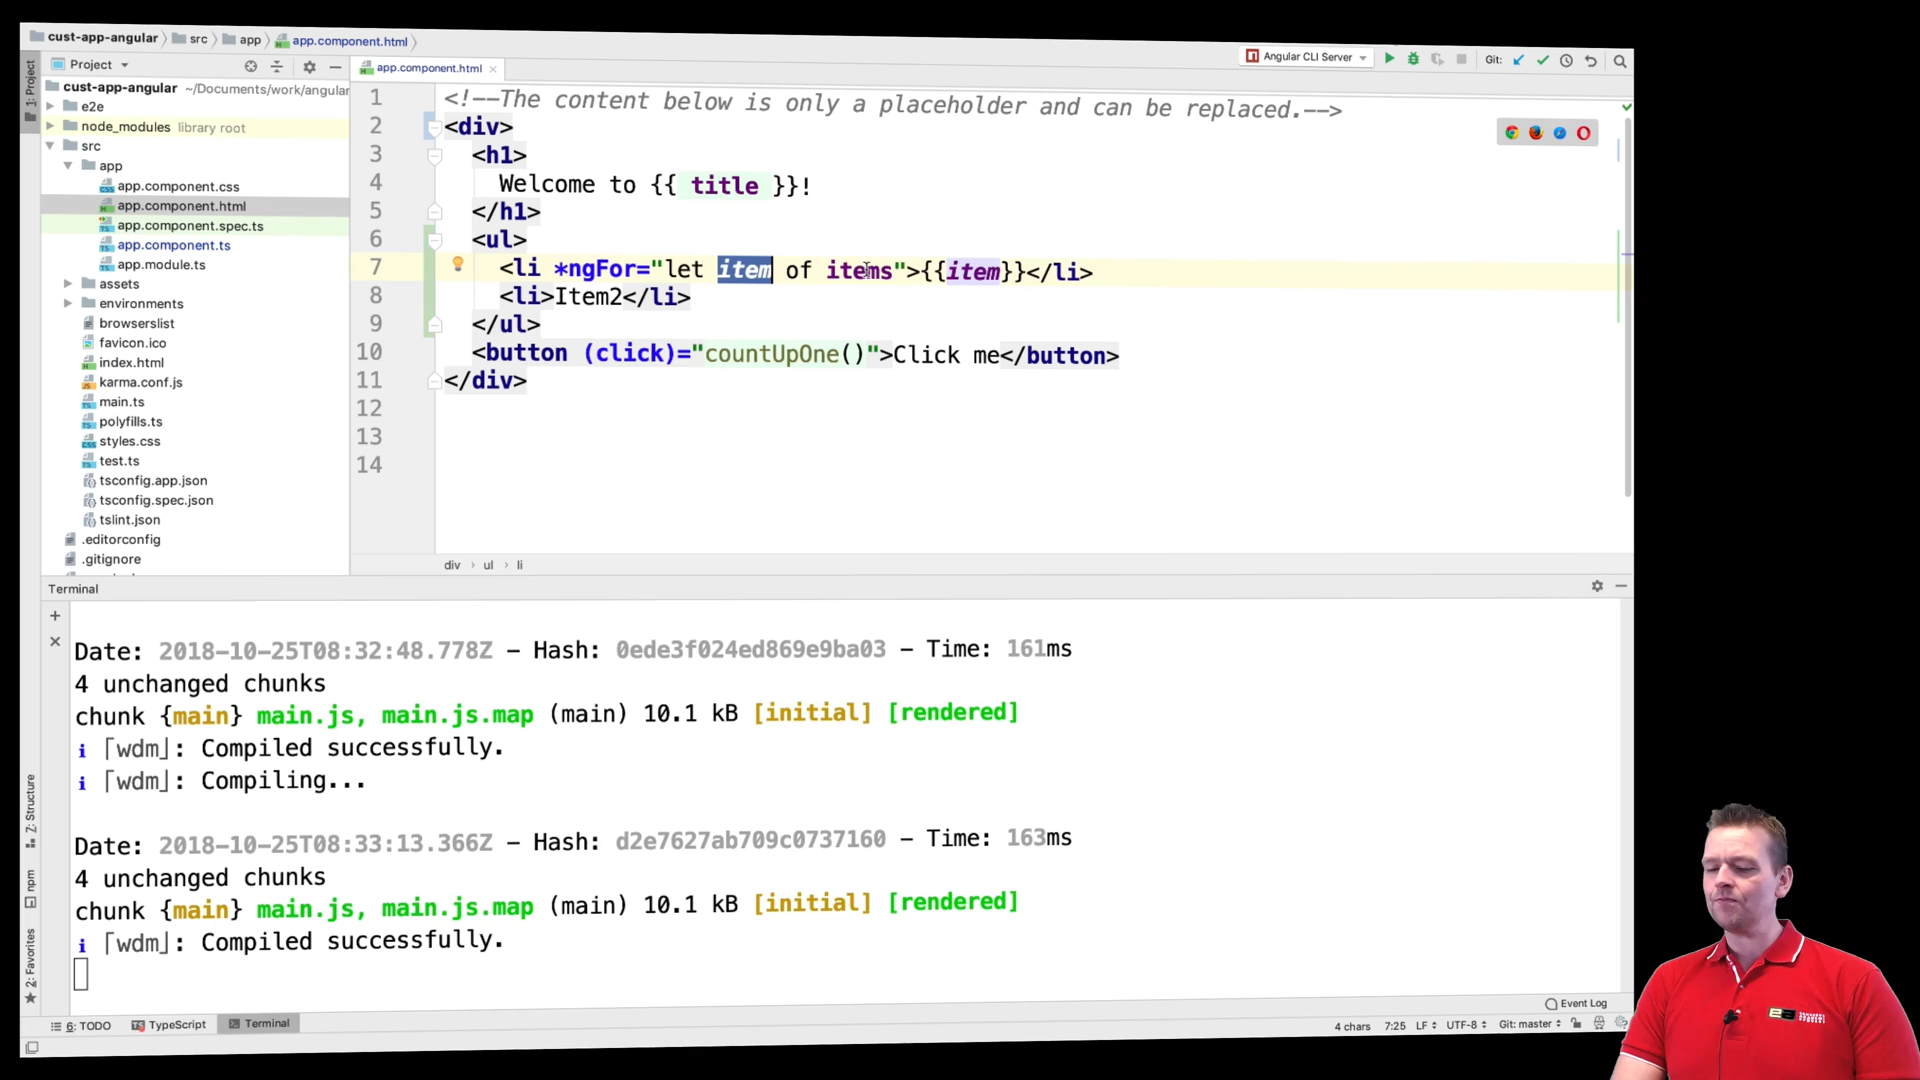 cust-app-angular src app app.component.html
Angular CLI Server Git:
1: Project
Project
app.component.html
cust-app-angular ~/Documents/work/angular
e2e
node_modules library root
src
app
app.component.css
app.component.html
app.component.spec.ts
app.component.ts
app.module.ts
assets
environments
browserslist
favicon.ico
index.html
karma.conf.js
main.ts
polyfills.ts
styles.css
test.ts
tsconfig.app.json
tsconfig.spec.json
tslint.json
.editorconfig
.gitignore
1 <!--The content below is only a placeholder and can be replaced.-->
2 <div>
3 <h1>
4 Welcome to {{ title }}!
5 </h1>
6 <ul>
7 <li *ngFor="let item of items">{{item}}</li>
8 <li>Item2</li>
9 </ul>
10 <button (click)="countUpOne()">Click me</button>
11 </div>
12
13
14
div › ul › li
Terminal
Date: 2018-10-25T08:32:48.778Z - Hash: 0ede3f024ed869e9ba03 - Time: 161ms
4 unchanged chunks
chunk {main} main.js, main.js.map (main) 10.1 kB [initial] [rendered]
i ｢wdm｣: Compiled successfully.
i ｢wdm｣: Compiling...
Date: 2018-10-25T08:33:13.366Z - Hash: d2e7627ab709c0737160 - Time: 163ms
4 unchanged chunks
chunk {main} main.js, main.js.map (main) 10.1 kB [initial] [rendered]
i ｢wdm｣: Compiled successfully.
Z: Structure
npm
2: Favorites
Event Log
6: TODO TypeScript Terminal
4 chars 7:25 LF UTF-8 Git: master